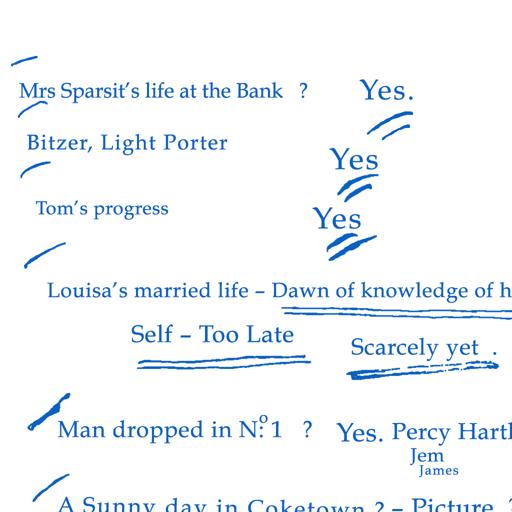 Mrs Sparsit's life at the Bank ? Yes.
Bitzer, Light Porter Yes
Tom's progress Yes
Louisa's married life – Dawn of knowledge of h
Self – Too Late Scarcely yet .
Man dropped in N.º 1 ? Yes. Percy Hartl
Jem
James
A Sunny day in Coketown ? – Picture ?